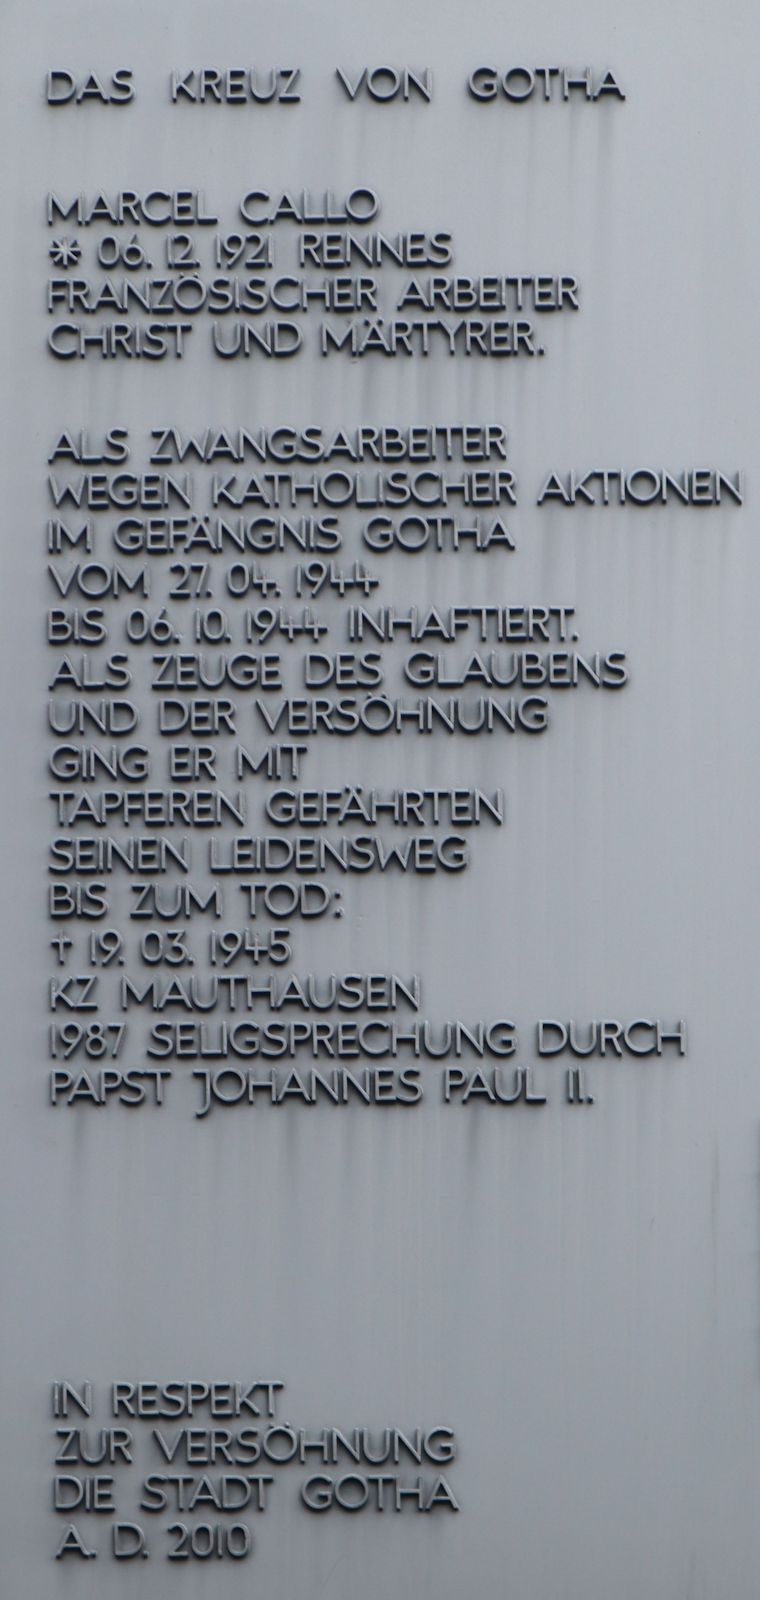 DAS KREUZ VON GOTHA
MARCEL CALLO
* 06. 12. 1921 RENNES
FRANZÖSISCHER ARBEITER
CHRIST UND MÄRTYRER.
ALS ZWANGSARBEITER
WEGEN KATHOLISCHER AKTIONEN
IM GEFÄNGNIS GOTHA
VOM 27. 04. 1944
BIS 06. 10. 1944 INHAFTIERT.
ALS ZEUGE DES GLAUBENS
UND DER VERSÖHNUNG
GING ER MIT
TAPFEREN GEFÄHRTEN
SEINEN LEIDENSWEG
BIS ZUM TOD:
† 19. 03. 1945
KZ MAUTHAUSEN
1987 SELIGSPRECHUNG DURCH
PAPST JOHANNES PAUL II.
IN RESPEKT
ZUR VERSÖHNUNG
DIE STADT GOTHA
A. D. 2010